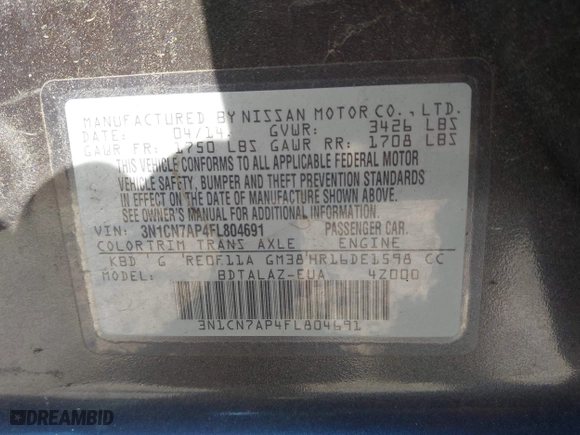 MANUFACTURED BY NISSAN MOTOR CO., LTD.
DATE: 04/14 GVWR: 3426 LBS
GAWR FR: 1750 LBS GAWR RR: 1708 LBS
THIS VEHICLE CONFORMS TO ALL APPLICABLE FEDERAL MOTOR
VEHICLE SAFETY, BUMPER AND THEFT PREVENTION STANDARDS
IN EFFECT ON THE DATE OF MANUFACTURE SHOWN ABOVE.
SEE OWNER'S MANUAL FOR ADDITIONAL INFORMATION.
VIN: 3N1CN7AP4FL804691 PASSENGER CAR.
COLOR TRIM TRANS AXLE ENGINE
KBD G RE0F11A GM38 HR16DE1598 CC
MODEL: BDTALAZ-EUA 4Z0Q0
3N1CN7AP4FL804691
DREAMBID